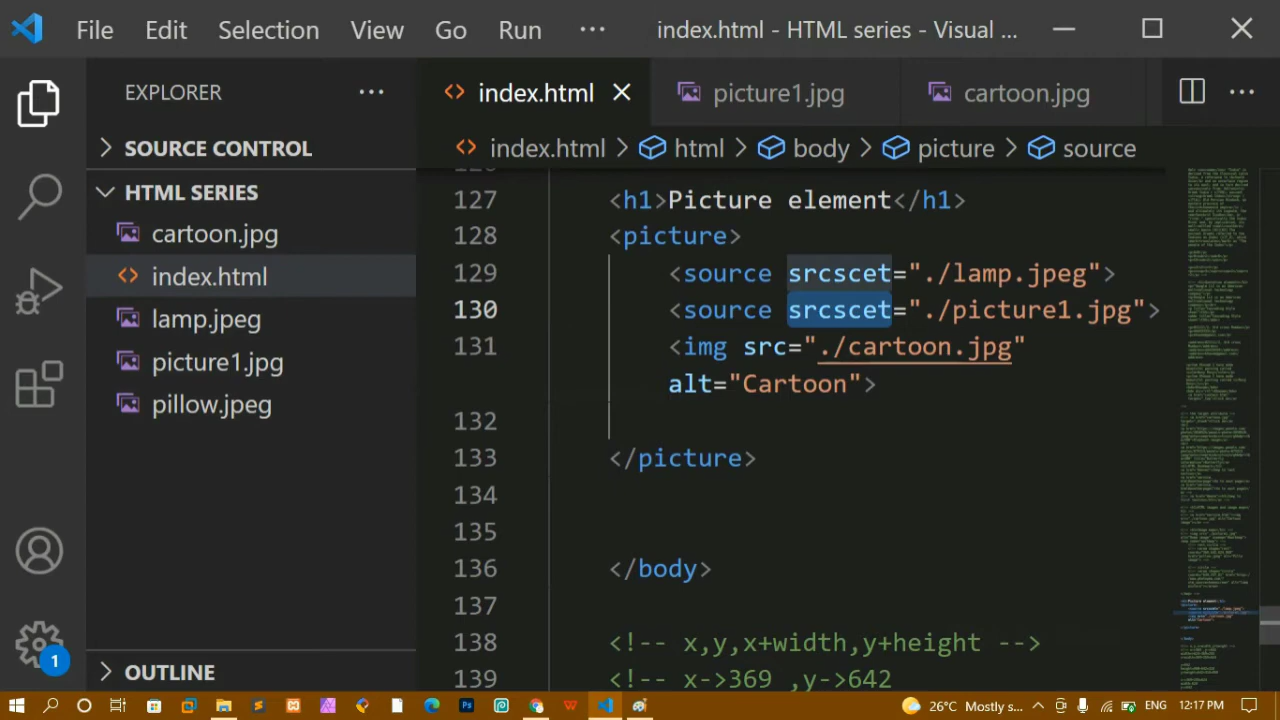 File Edit Selection View Go Run ··· index.html - HTML series - Visual ...
EXPLORER ···
index.html picture1.jpg cartoon.jpg ···
index.html > html > body > picture > source
SOURCE CONTROL
HTML SERIES
cartoon.jpg
index.html
lamp.jpeg
picture1.jpg
pillow.jpeg
OUTLINE
127 <h1>Picture element</h1>
128 <picture>
129 <source srcscet="./lamp.jpeg">
130 <source srcscet="./picture1.jpg">
131 <img src="./cartoon.jpg"
alt="Cartoon">
132
133 </picture>
134
135
136 </body>
137
138 <!-- x,y,x+width,y+height -->
139 <!-- x->369 ,y->642
1
26°C Mostly s... ENG 12:17 PM